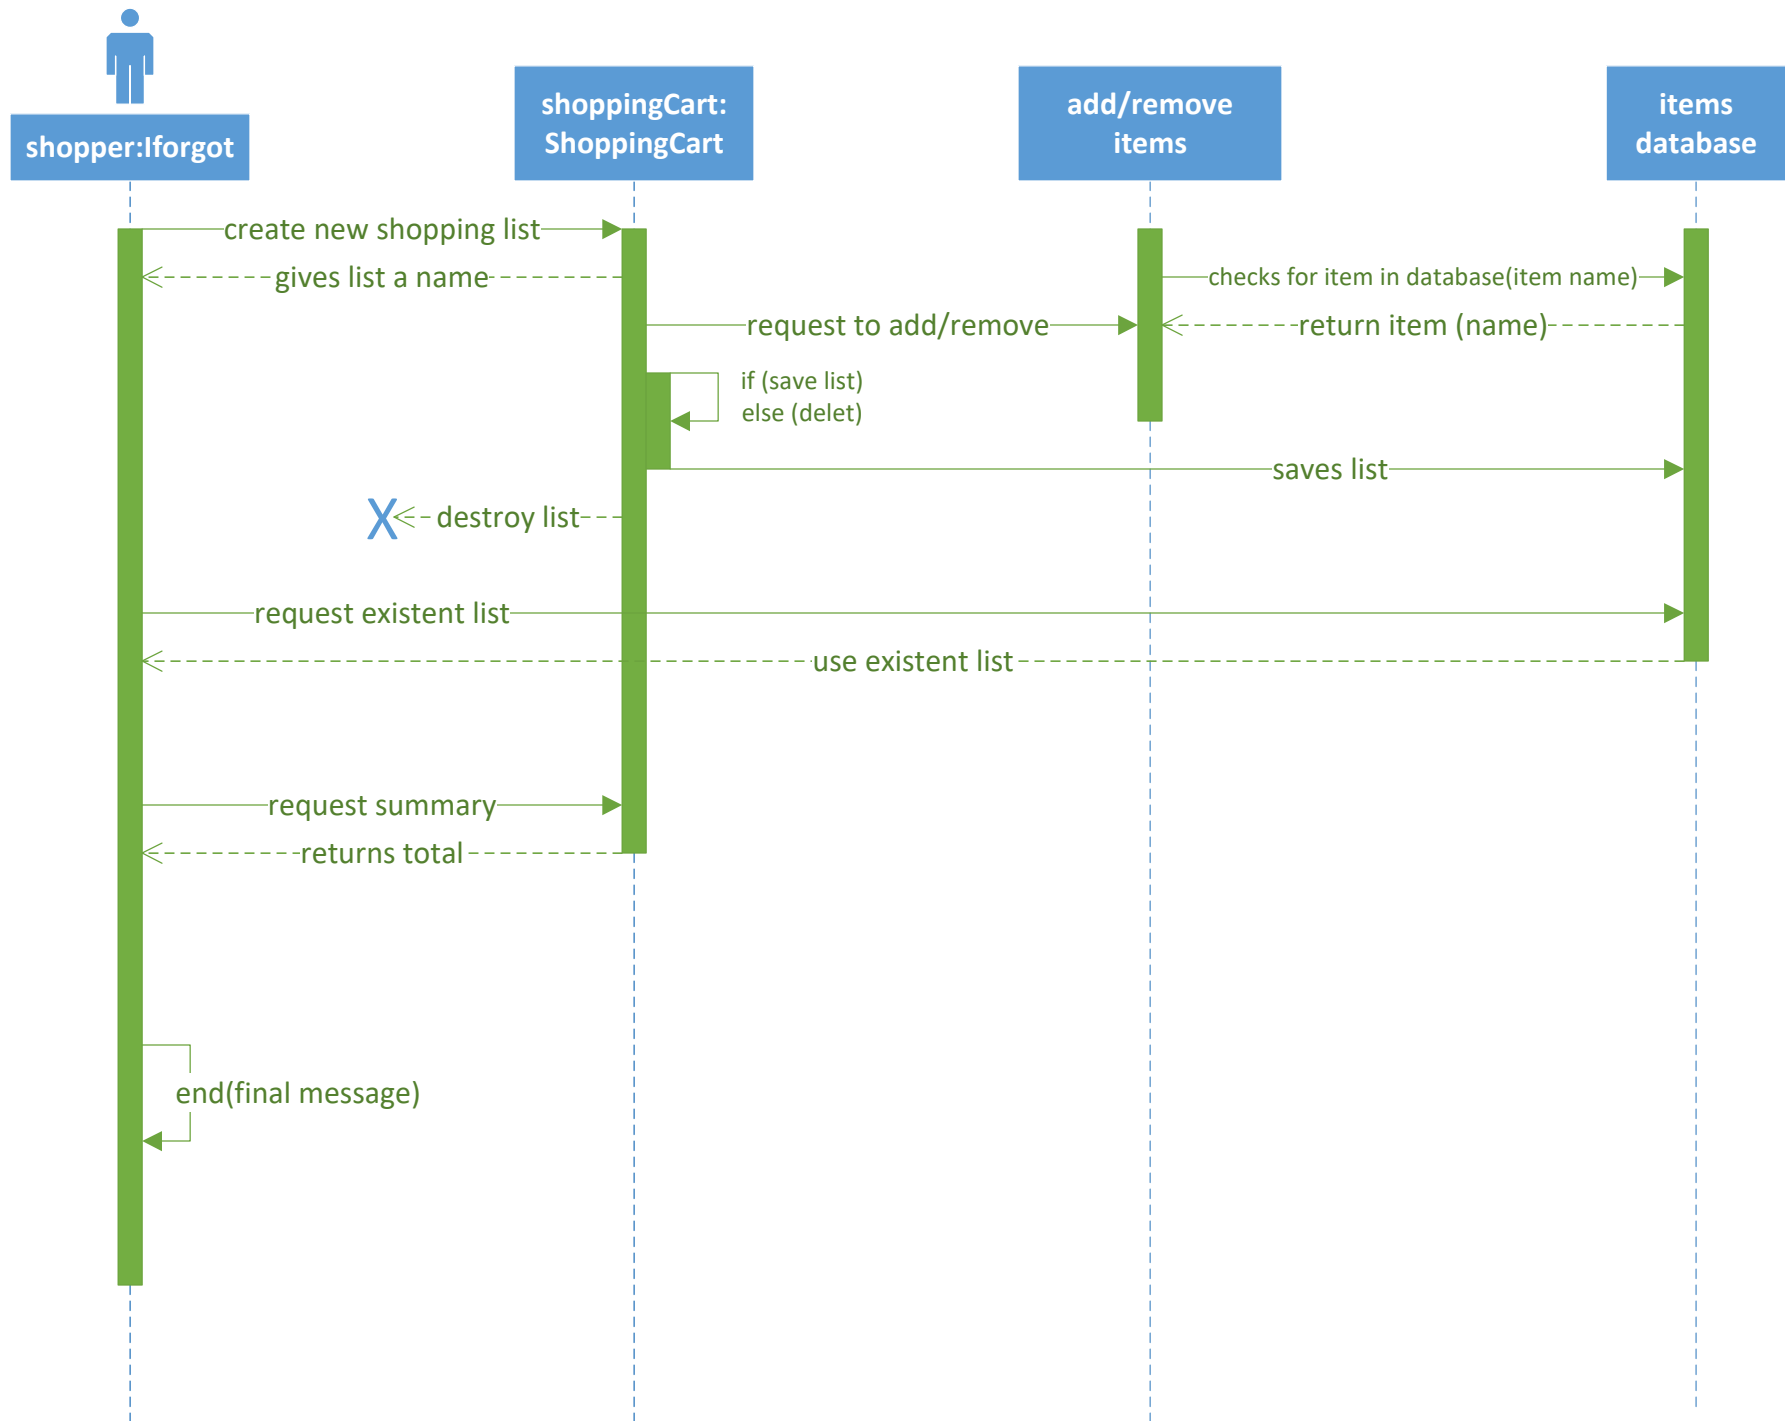 shopper:Iforgot
shoppingCart:
ShoppingCart
add/remove
items
items
database
create new shopping list
gives list a name
checks for item in database(item name)
request to add/remove
return item (name)
if (save list)
else (delet)
saves list
X
destroy list
request existent list
use existent list
request summary
returns total
end(final message)